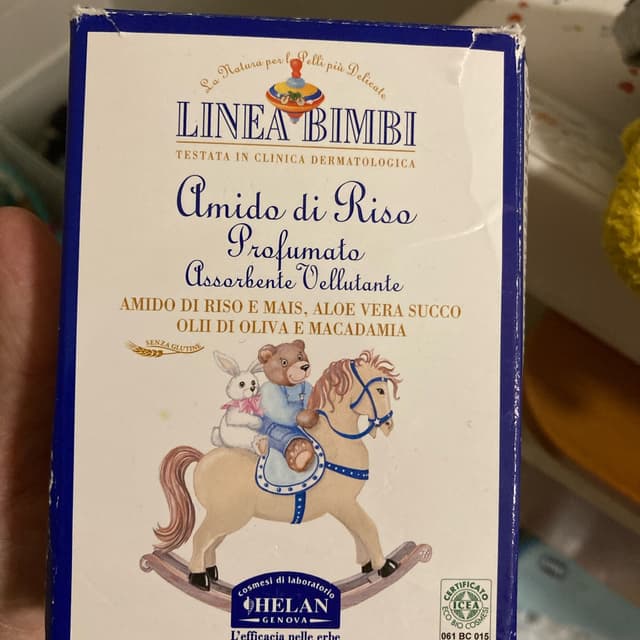 La Natura per le Pelli più Delicate
LINEA BIMBI
TESTATA IN CLINICA DERMATOLOGICA
Amido di Riso
Profumato
Assorbente Vellutante
AMIDO DI RISO E MAIS, ALOE VERA SUCCO
OLII DI OLIVA E MACADAMIA
SENZA GLUTINE
cosmesi di laboratorio
HELAN
GENOVA
L'efficacia nelle erbe
CERTIFICATO
ICEA
ECO BIO COSMESI
061 BC 015